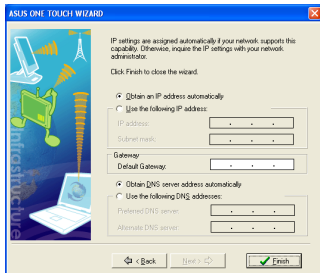 ASUS ONE TOUCH WIZARD
IP settings are assigned automatically if your network supports this
capability. Otherwise, inquire the IP settings with your network
administrator.
Click Finish to close the wizard.
Obtain an IP address automatically
Use the following IP address:
IP address:
Subnet mask:
Gateway
Default Gateway:
Obtain DNS server address automatically
Use the following DNS addresses:
Preferred DNS server:
Alternate DNS server:
Infrastructure
< Back
Next >
Finish